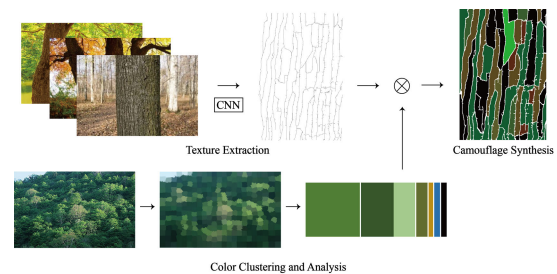 CNN
Texture Extraction
Camouflage Synthesis
Color Clustering and Analysis